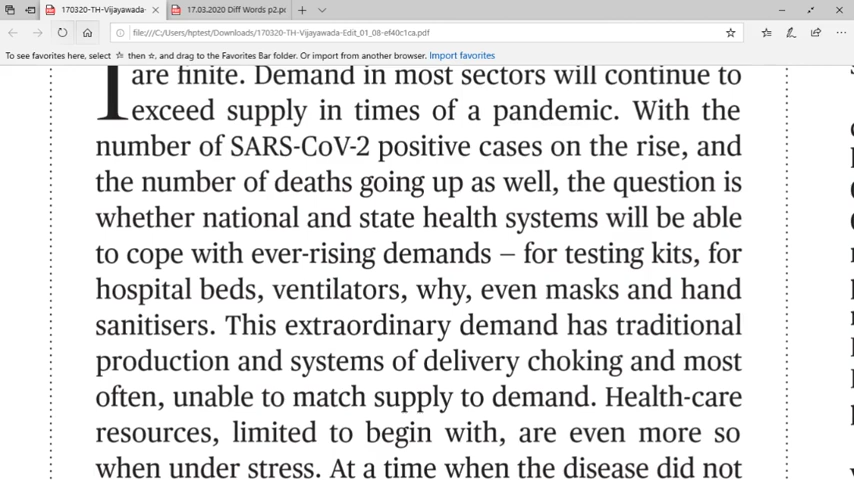 170320-TH-Vijayawada-
17.03.2020 Diff Words p2.pc
file:///C:/Users/hptest/Downloads/170320-TH-Vijayawada-Edit_01_08-ef40c1ca.pdf
To see favorites here, select ☆ then ☆, and drag to the Favorites Bar folder. Or import from another browser. Import favorites
I are finite. Demand in most sectors will continue to
exceed supply in times of a pandemic. With the
number of SARS-CoV-2 positive cases on the rise, and
the number of deaths going up as well, the question is
whether national and state health systems will be able
to cope with ever-rising demands – for testing kits, for
hospital beds, ventilators, why, even masks and hand
sanitisers. This extraordinary demand has traditional
production and systems of delivery choking and most
often, unable to match supply to demand. Health-care
resources, limited to begin with, are even more so
when under stress. At a time when the disease did not